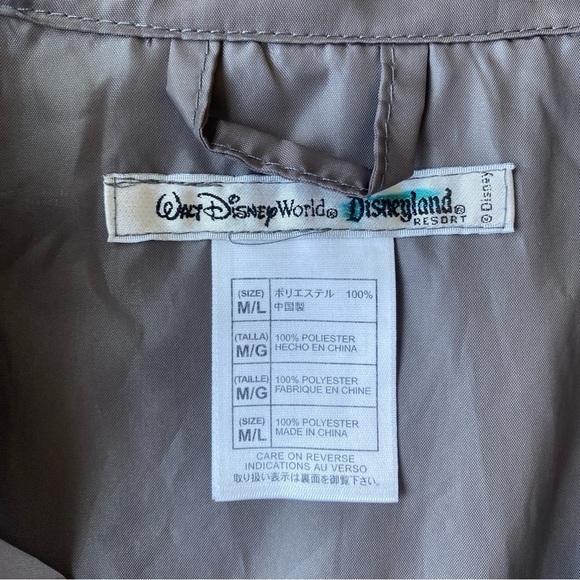 WALT DISNEY World® Disneyland®
RESORT
© Disney
(SIZE) M/L ポリエステル 100%
中国製
(TALLA) M/G 100% POLIESTER
HECHO EN CHINA
(TAILLE) M/G 100% POLYESTER
FABRIQUE EN CHINE
(SIZE) M/L 100% POLYESTER
MADE IN CHINA
CARE ON REVERSE
INDICATIONS AU VERSO
取り扱い表示は裏面を御覧下さい